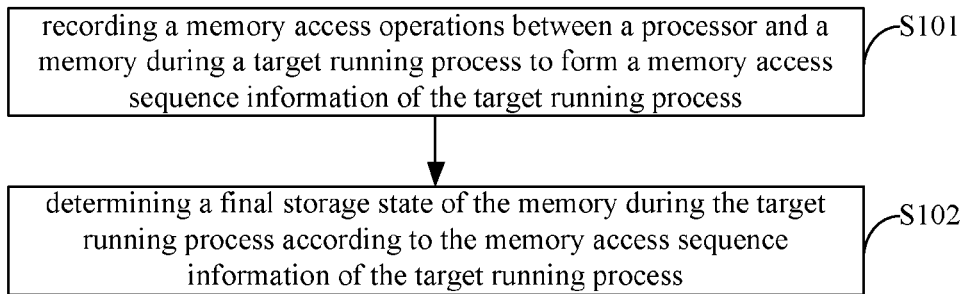 recording a memory access operations between a processor and a
memory during a target running process to form a memory access
sequence information of the target running process
S101
determining a final storage state of the memory during the target
running process according to the memory access sequence
information of the target running process
S102